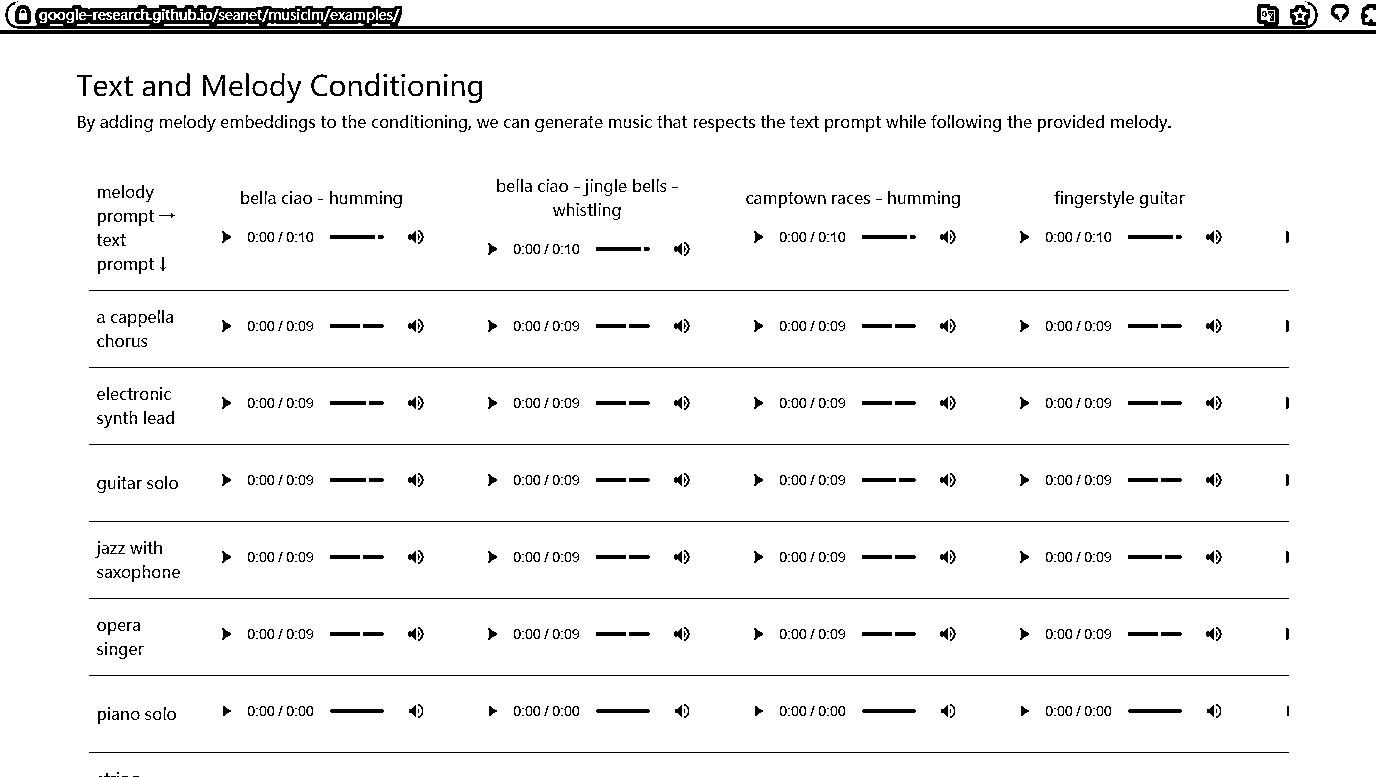 google-research.github.io/seanet/musiclm/examples/
Text and Melody Conditioning
By adding melody embeddings to the conditioning, we can generate music that respects the text prompt while following the provided melody.
melody
prompt →
text
prompt ↓
bella ciao - humming
0:00 / 0:10
bella ciao - jingle bells -
whistling
0:00 / 0:10
camptown races - humming
0:00 / 0:10
fingerstyle guitar
0:00 / 0:10
a cappella
chorus
0:00 / 0:09 0:00 / 0:09 0:00 / 0:09 0:00 / 0:09
electronic
synth lead
0:00 / 0:09 0:00 / 0:09 0:00 / 0:09 0:00 / 0:09
guitar solo
0:00 / 0:09 0:00 / 0:09 0:00 / 0:09 0:00 / 0:09
jazz with
saxophone
0:00 / 0:09 0:00 / 0:09 0:00 / 0:09 0:00 / 0:09
opera
singer
0:00 / 0:09 0:00 / 0:09 0:00 / 0:09 0:00 / 0:09
piano solo
0:00 / 0:00 0:00 / 0:00 0:00 / 0:00 0:00 / 0:00